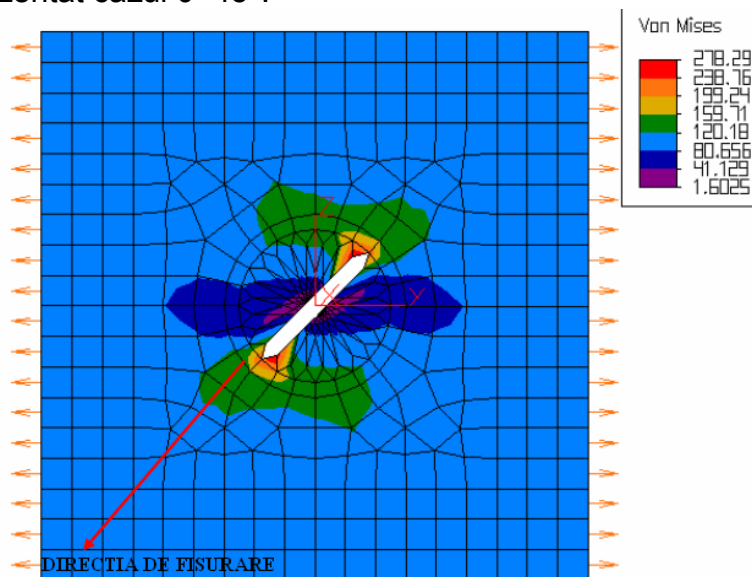 Von Mises
278.29
238.76
199.24
159.71
120.18
80.656
41.129
1.6025
Z
X
Y
DIRECTIA DE FISURARE